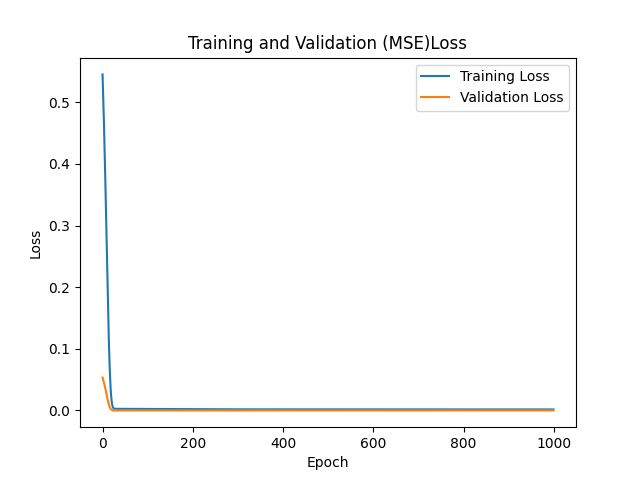 Training and Validation (MSE)Loss
Training Loss
Validation Loss
0.5
0.4
0.3
0.2
0.1
0.0
Loss
0 200 400 600 800 1000
Epoch